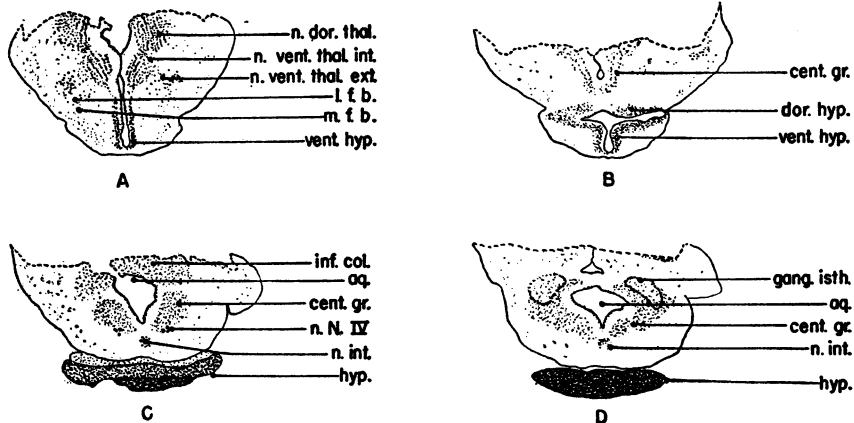 n. dor. thal.
n. vent. thal. int.
n. vent. thal. ext.
l. f. b.
m. f. b.
vent. hyp.
A
cent. gr.
dor. hyp.
vent. hyp.
B
inf. col.
aq.
cent. gr.
n. N. IV
n. int.
hyp.
C
gang. isth.
aq.
cent. gr.
n. int.
hyp.
D